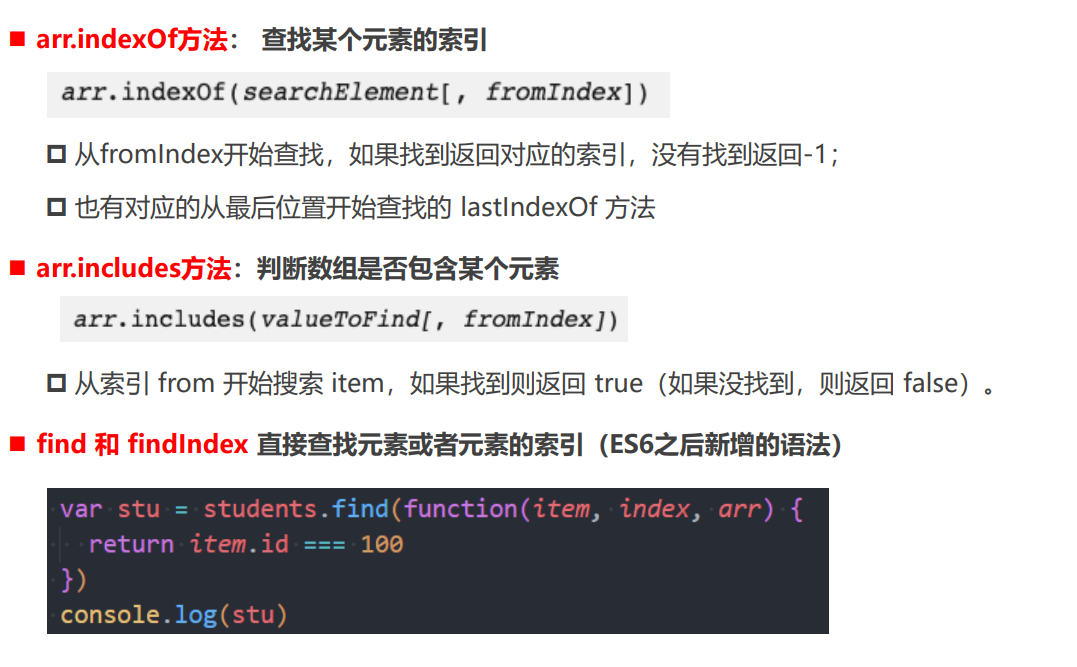 arr.indexOf方法： 查找某个元素的索引
arr.indexOf(searchElement[, fromIndex])
从fromIndex开始查找，如果找到返回对应的索引，没有找到返回-1；
也有对应的从最后位置开始查找的 lastIndexOf 方法
arr.includes方法：判断数组是否包含某个元素
arr.includes(valueToFind[, fromIndex])
从索引 from 开始搜索 item，如果找到则返回 true（如果没找到，则返回 false）。
find 和 findIndex 直接查找元素或者元素的索引（ES6之后新增的语法）
var stu = students.find(function(item, index, arr) {
  return item.id === 100
})
console.log(stu)